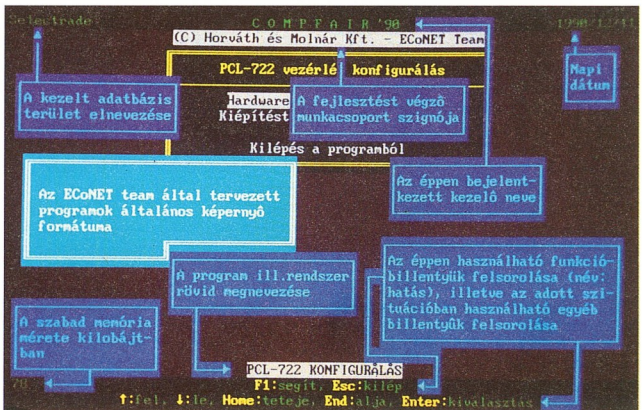 Selectrade
COMPFAIR'90
(C) Horváth és Molnár Kft. - ECoNET Team
PCL-722 vezérlé konfigurálás
Napi
dátum
A kezelt adatbázis
terület elnevezése
Hardware
Kiépítést
A fejlesztést végző
munkacsoport szignója
Kilépés a programból
Az éppen bejelent-
kezett kezelő neve
Az ECoNET team által tervezett
programok általános képernyő
formátuma
A program ill.rendszer
rövid megnevezése
Az éppen használható funkció-
billentyűk felsorolása (név:
hatás), illetve az adott szi-
tuációban használható egyéb
billentyűk felsorolása
A szabad memória
mérete kilobájt-
ban
PCL-722 KONFIGURÁLÁS
F1:segít, Esc:kilép
↑:fel, ↓:le, Home:teteje, End:alja, Enter:kiválasztás